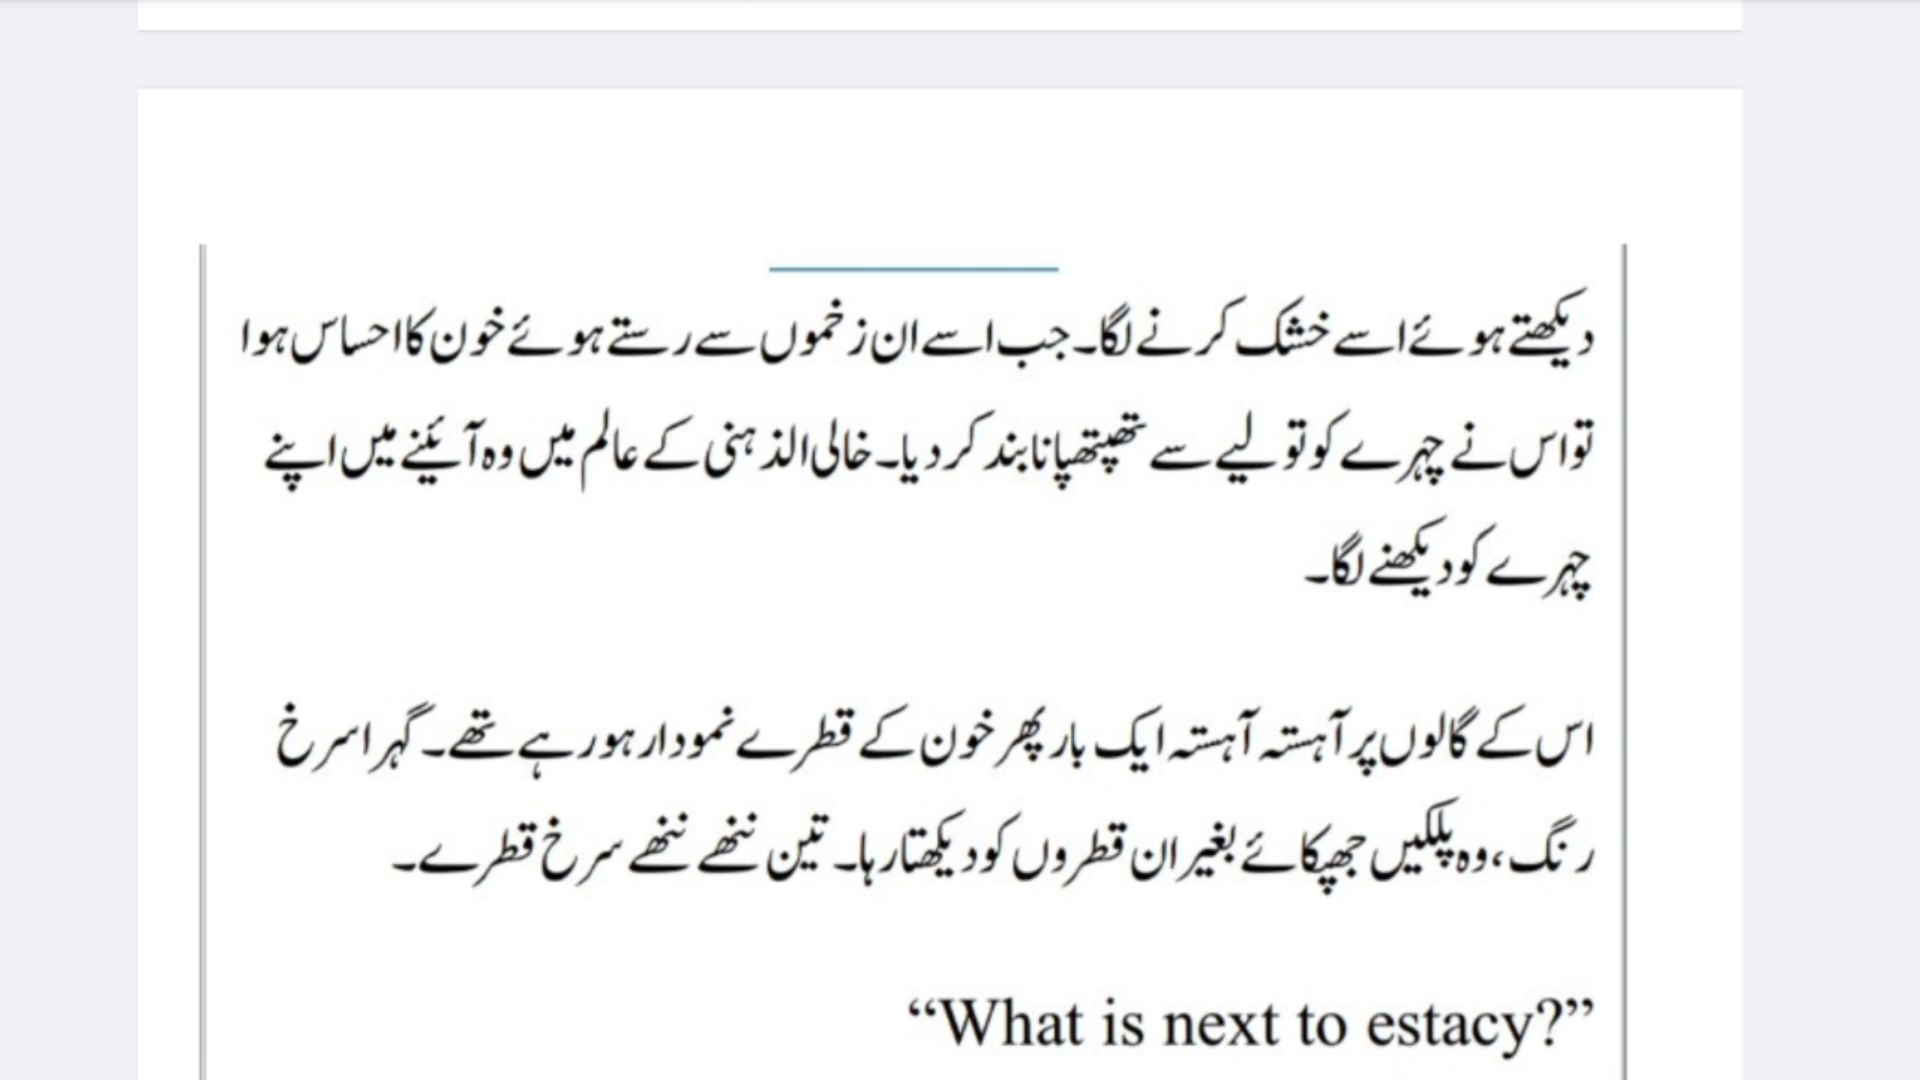 دیکھتے ہوئے اسے خشک کرنے لگا۔ جب اسے ان زخموں سے رستے ہوئے خون کا احساس ہوا
تو اس نے چہرے کو تولیے سے تھپتھپانا بند کر دیا۔ خالی الذہنی کے عالم میں وہ آئینے میں اپنے
چہرے کو دیکھنے لگا۔
اس کے گالوں پر آہستہ آہستہ ایک بار پھر خون کے قطرے نمودار ہو رہے تھے۔ گہرا سرخ
رنگ، وہ پلکیں جھپکائے بغیر ان قطروں کو دیکھتا رہا۔ تین ننھے ننھے سرخ قطرے۔
“What is next to estacy?”